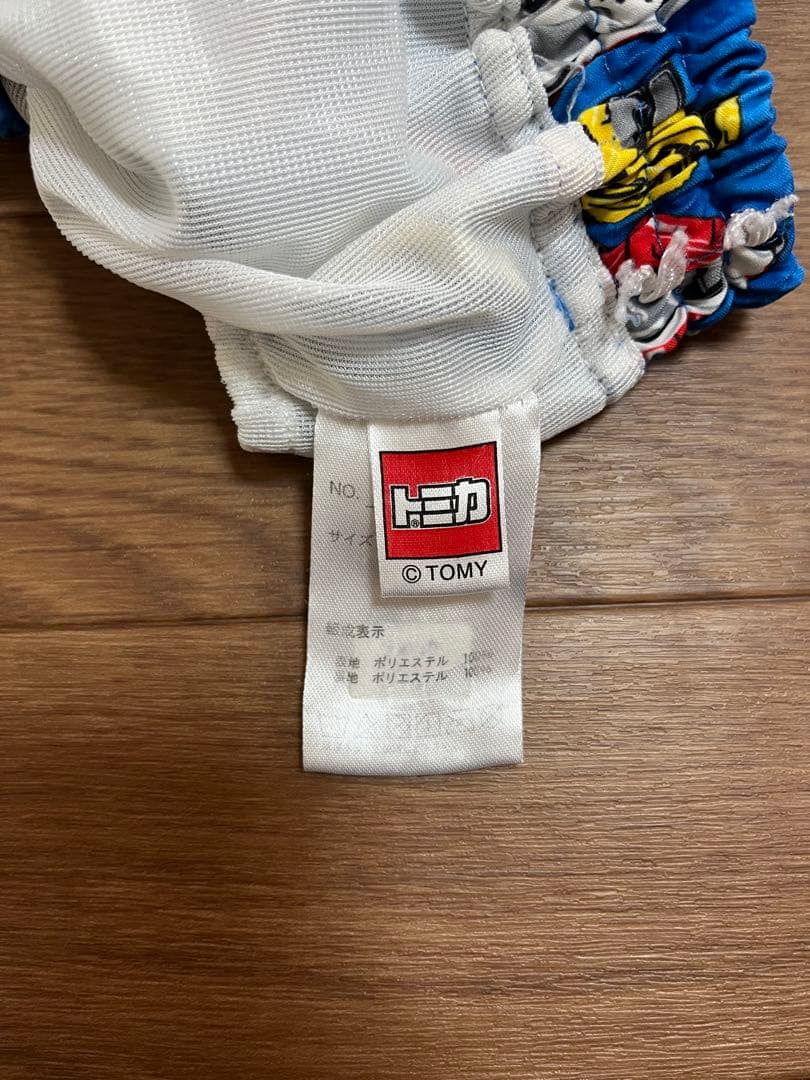 NO.
サイズ
トミカ®
© TOMY
組成表示
表地 ポリエステル 100%
裏地 ポリエステル 100%